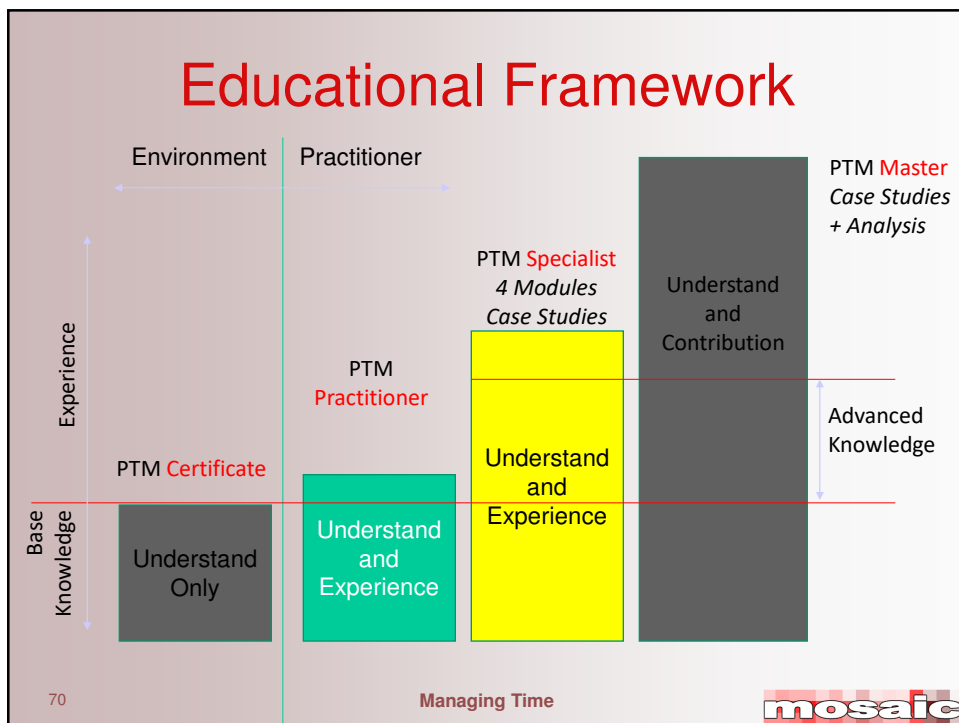 Educational Framework
Environment
Practitioner
PTM Master
Case Studies
+ Analysis
PTM Specialist
4 Modules
Case Studies
Understand
and
Contribution
Experience
PTM
Practitioner
Advanced
Knowledge
PTM Certificate
Understand
and
Experience
Base
Knowledge
Understand
Only
Understand
and
Experience
70
Managing Time
mosaic